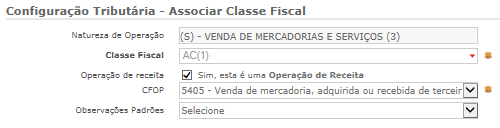 Configuração Tributária - Associar Classe Fiscal
Natureza de Operação (S) - VENDA DE MERCADORIAS E SERVIÇOS (3)
Classe Fiscal AC(1)
Operação de receita Sim, esta é uma Operação de Receita
CFOP 5405 - Venda de mercadoria, adquirida ou recebida de terceir
Observações Padrões Selecione